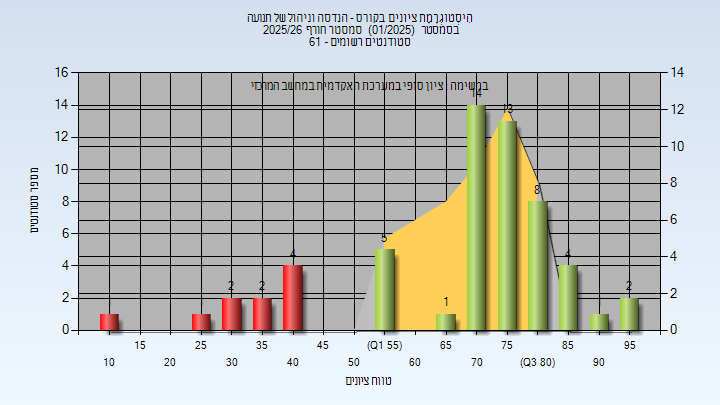 היסטוגרמת ציונים בקורס - הנדסה וניהול של תנועה
בסמסטר (01/2025) סמסטר חורף 2025/26
סטודנטים רשומים - 61
ברשימה : ציון סופי במערכת האקדמית במחשב המרכזי
מספר סטודנטים
16 14 12 10 8 6 4 2 0
14 12 10 8 6 4 2 0
2 2 4 5 1 14 13 8 4 2
15 25 35 45 (Q1 55) 65 75 85 95
10 20 30 40 50 60 70 (Q3 80) 90
טווח ציונים